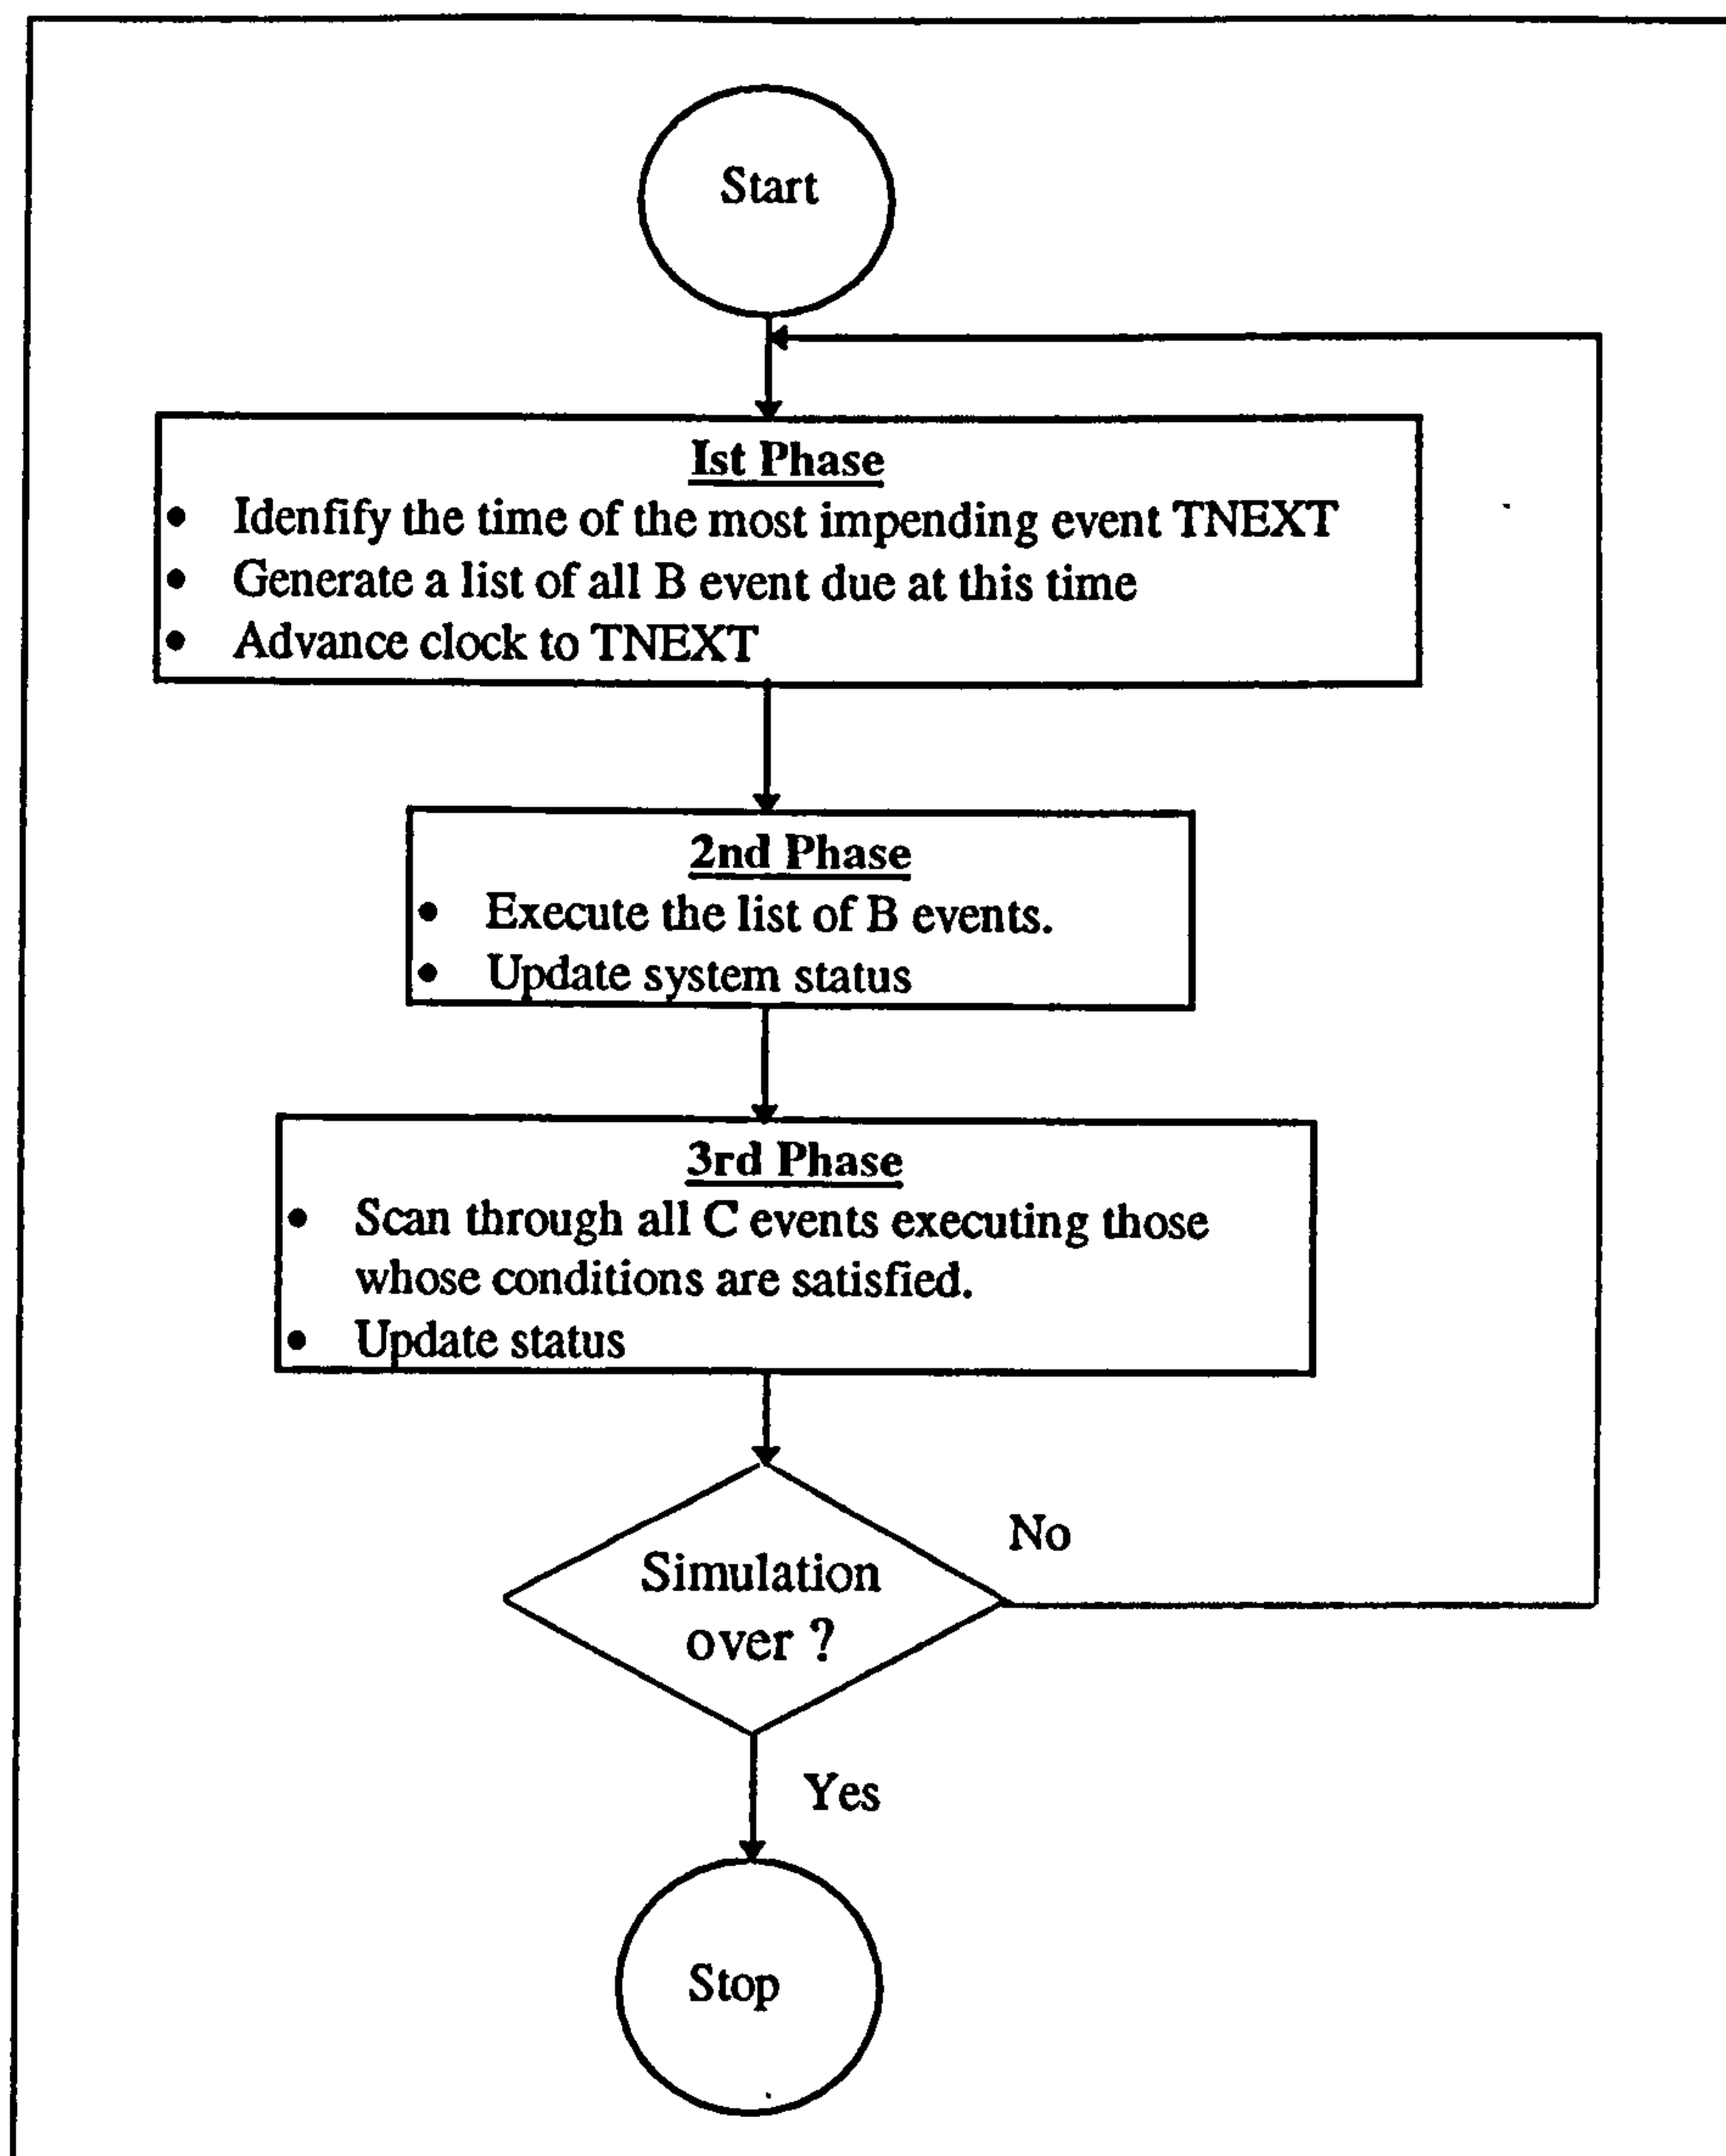 Start
Ist Phase
• Idenfify the time of the most impending event TNEXT
• Generate a list of all B event due at this time
• Advance clock to TNEXT
2nd Phase
• Execute the list of B events.
• Update system status
3rd Phase
• Scan through all C events executing those
whose conditions are satisfied.
• Update status
No
Simulation
over ?
Yes
Stop